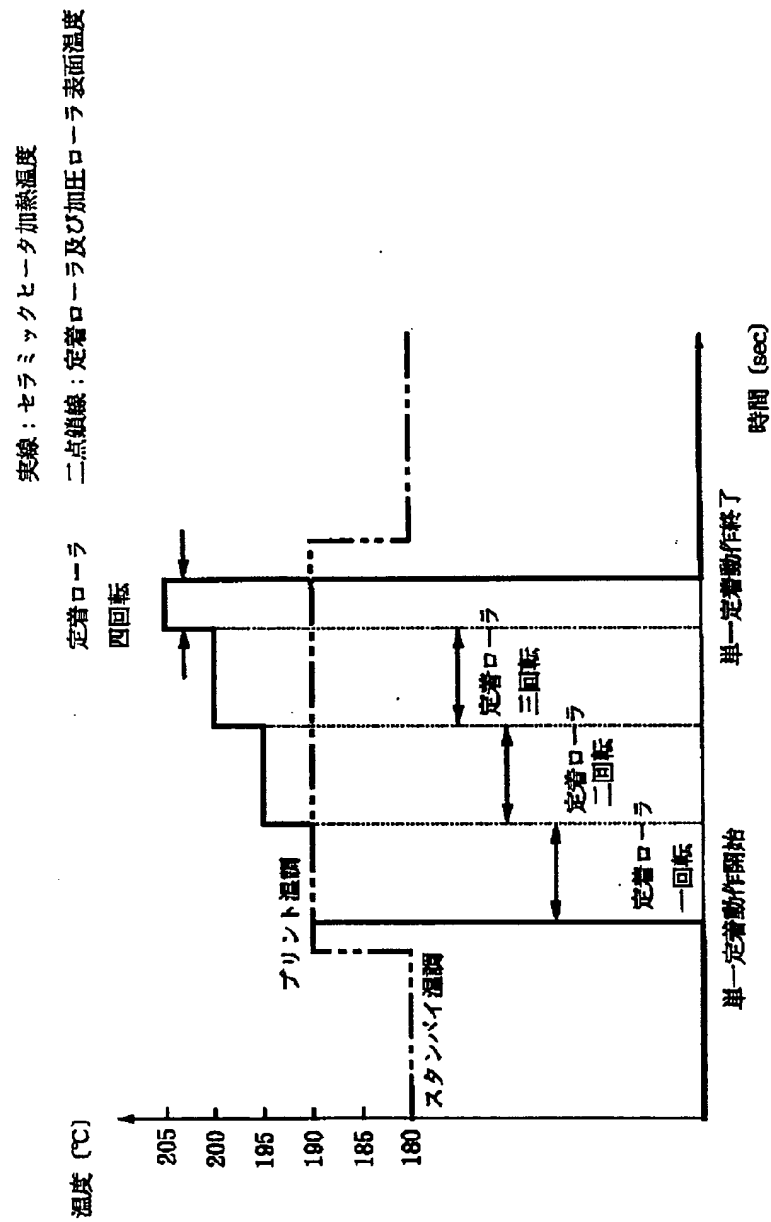 実線：セラミックヒータ加熱温度
二点鎖線：定着ローラ及び加圧ローラ表面温度
温度 (℃)
205
200
195
190
185
180
定着ローラ
四回転
プリント温調
スタンバイ温調
定着ローラ
一回転
定着ローラ
二回転
定着ローラ
三回転
単一定着動作開始
単一定着動作終了
時間 (sec)